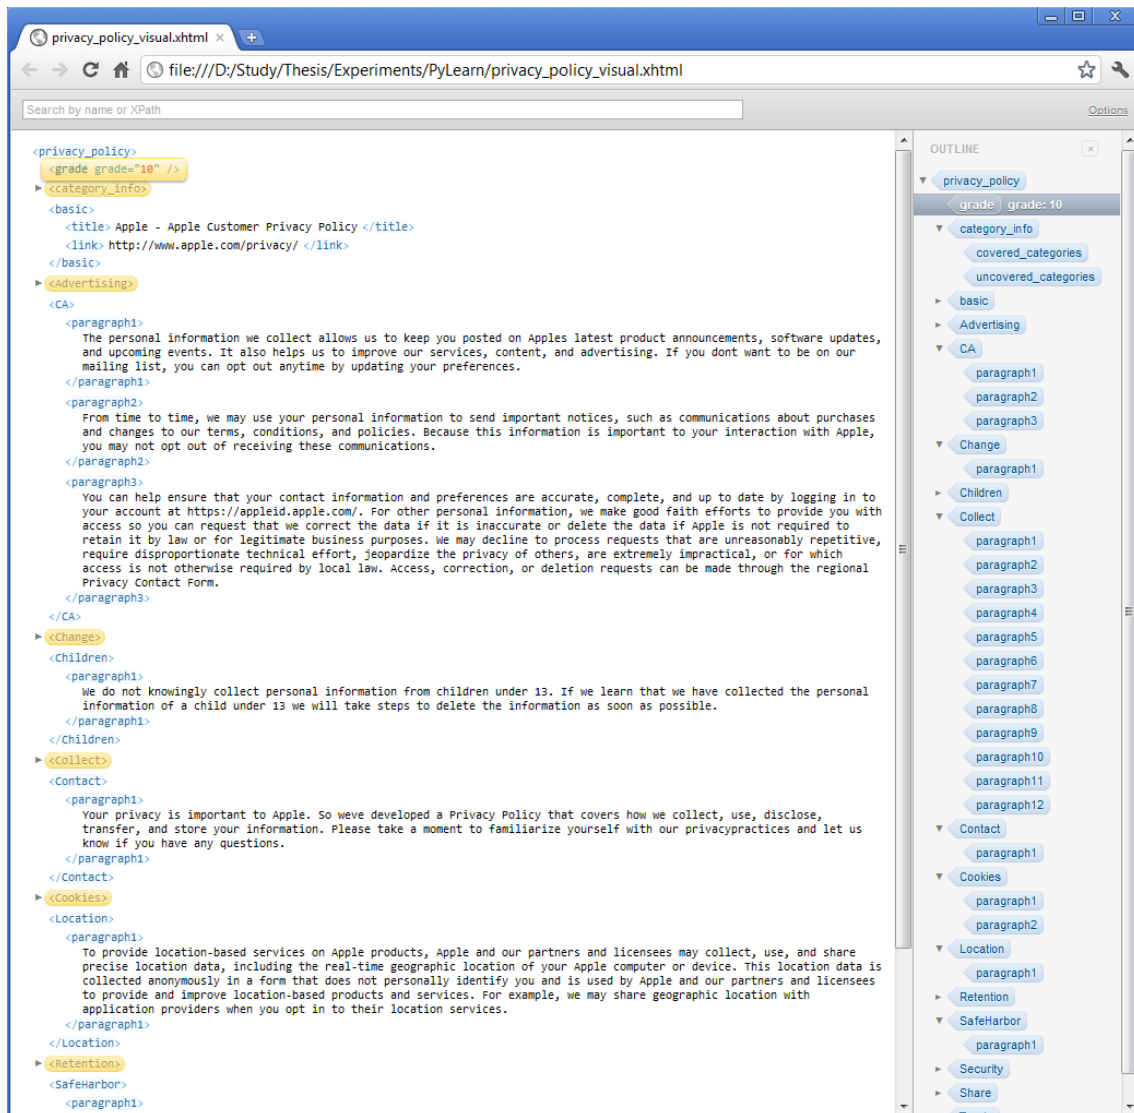 privacy_policy_visual.xhtml
file:///D:/Study/Thesis/Experiments/PyLearn/privacy_policy_visual.xhtml
Search by name or XPath
Options
<privacy_policy>
<grade grade="10" />
<category_info>
<basic>
<title> Apple - Apple Customer Privacy Policy </title>
<link> http://www.apple.com/privacy/ </link>
</basic>
<Advertising>
<CA>
<paragraph1>
The personal information we collect allows us to keep you posted on Apples latest product announcements, software updates,
and upcoming events. It also helps us to improve our services, content, and advertising. If you dont want to be on our
mailing list, you can opt out anytime by updating your preferences.
</paragraph1>
<paragraph2>
From time to time, we may use your personal information to send important notices, such as communications about purchases
and changes to our terms, conditions, and policies. Because this information is important to your interaction with Apple,
you may not opt out of receiving these communications.
</paragraph2>
<paragraph3>
You can help ensure that your contact information and preferences are accurate, complete, and up to date by logging in to
your account at https://appleid.apple.com/. For other personal information, we make good faith efforts to provide you with
access so you can request that we correct the data if it is inaccurate or delete the data if Apple is not required to
retain it by law or for legitimate business purposes. We may decline to process requests that are unreasonably repetitive,
require disproportionate technical effort, jeopardize the privacy of others, are extremely impractical, or for which
access is not otherwise required by local law. Access, correction, or deletion requests can be made through the regional
Privacy Contact Form.
</paragraph3>
</CA>
<Change>
<Children>
<paragraph1>
We do not knowingly collect personal information from children under 13. If we learn that we have collected the personal
information of a child under 13 we will take steps to delete the information as soon as possible.
</paragraph1>
</Children>
<Collect>
<Contact>
<paragraph1>
Your privacy is important to Apple. So weve developed a Privacy Policy that covers how we collect, use, disclose,
transfer, and store your information. Please take a moment to familiarize yourself with our privacypractices and let us
know if you have any questions.
</paragraph1>
</Contact>
<Cookies>
<Location>
<paragraph1>
To provide location-based services on Apple products, Apple and our partners and licensees may collect, use, and share
precise location data, including the real-time geographic location of your Apple computer or device. This location data is
collected anonymously in a form that does not personally identify you and is used by Apple and our partners and licensees
to provide and improve location-based products and services. For example, we may share geographic location with
application providers when you opt in to their location services.
</paragraph1>
</Location>
<Retention>
<SafeHarbor>
<paragraph1>
OUTLINE
privacy_policy
grade grade: 10
category_info
covered_categories
uncovered_categories
basic
Advertising
CA
paragraph1
paragraph2
paragraph3
Change
paragraph1
Children
Collect
paragraph1
paragraph2
paragraph3
paragraph4
paragraph5
paragraph6
paragraph7
paragraph8
paragraph9
paragraph10
paragraph11
paragraph12
Contact
paragraph1
Cookies
paragraph1
paragraph2
Location
paragraph1
Retention
SafeHarbor
paragraph1
Security
Share